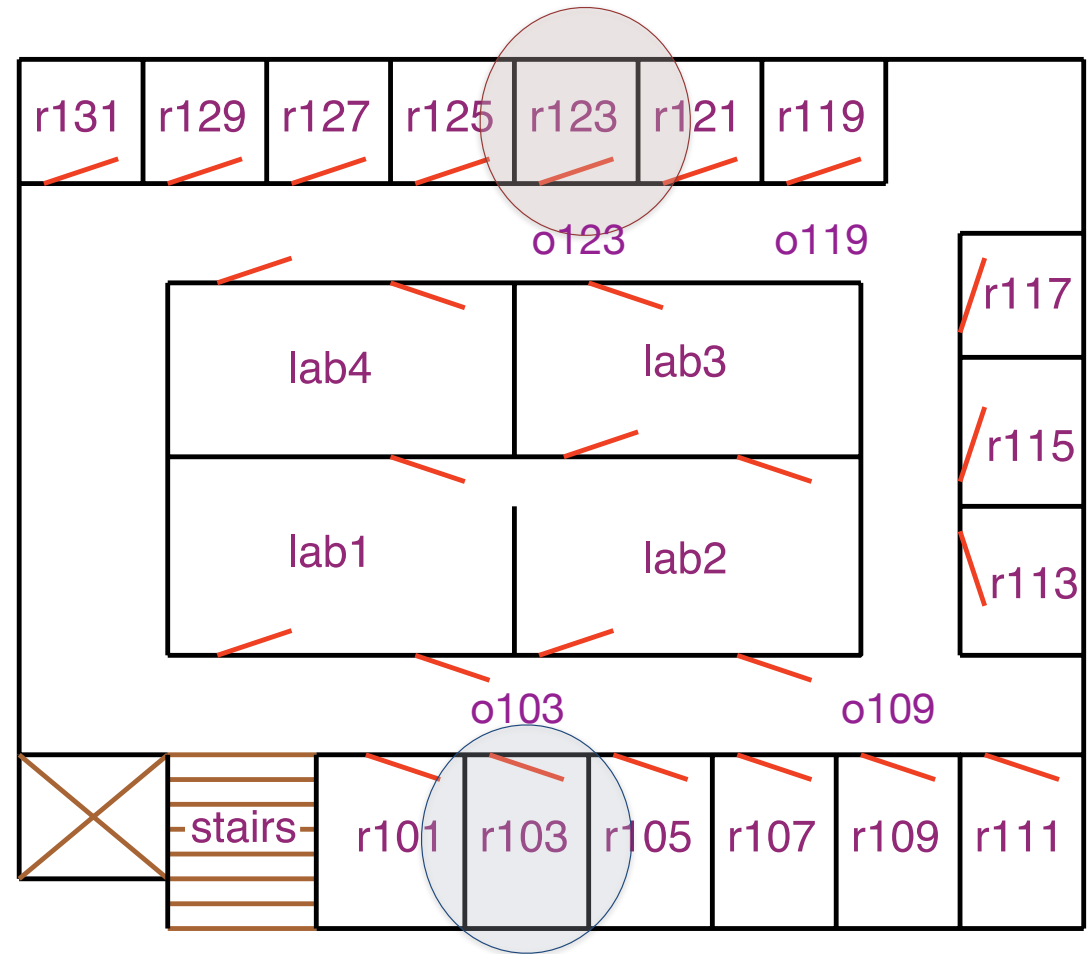 r131 r129 r127 r125 r123 r121 r119
o123 o119
r117
lab4 lab3
r115
lab1 lab2
r113
o103 o109
stairs r101 r103 r105 r107 r109 r111